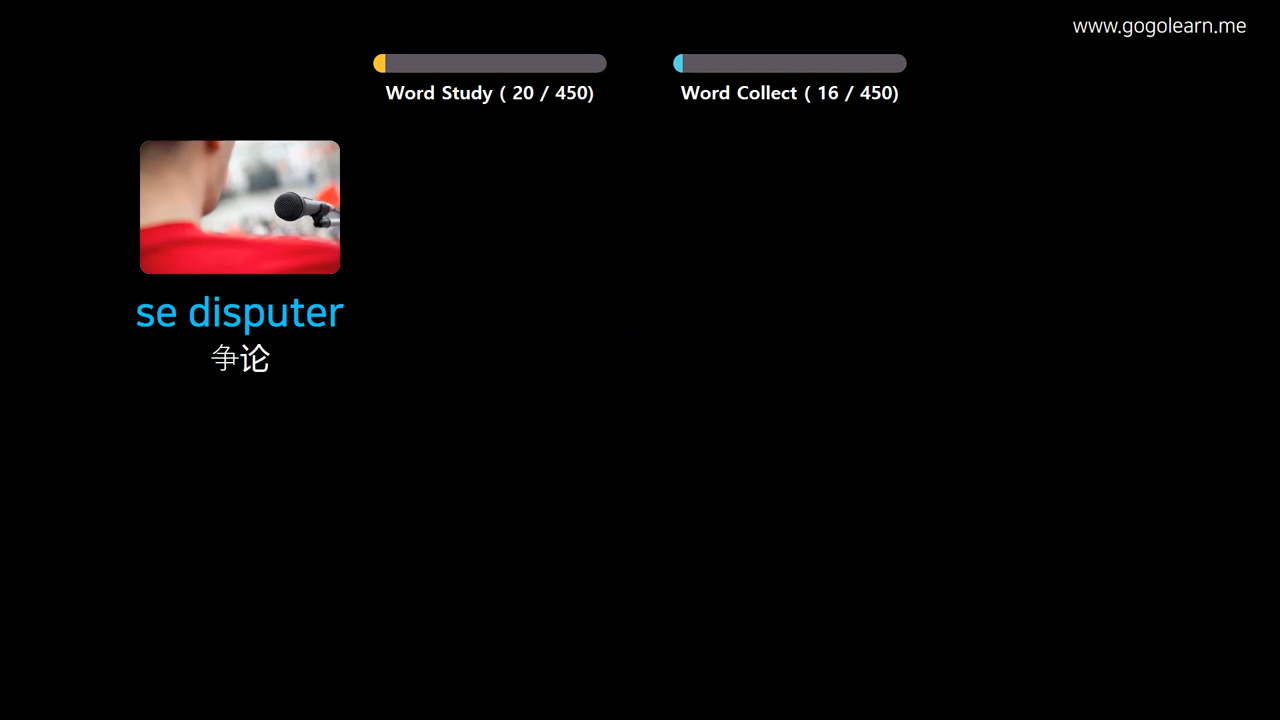 www.gogolearn.me
Word Study ( 20 / 450)
Word Collect ( 16 / 450)
se disputer
争论